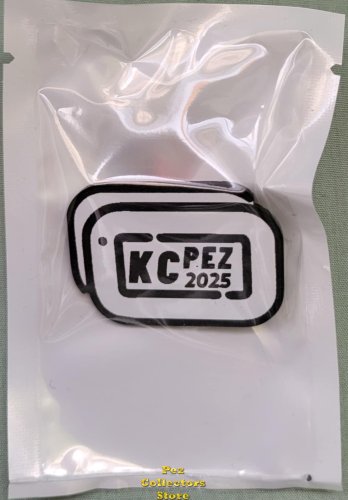 KC PEZ
2025
Pez
Collectors
Store